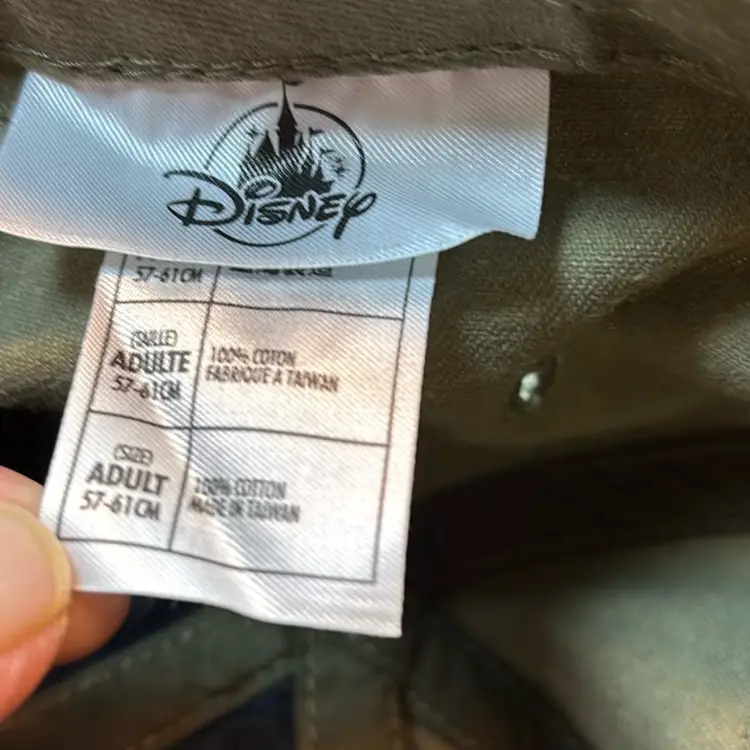 Disney
57-61CM
(TAILLE)
ADULTE
57-61CM
100% COTON
FABRIQUE A TAIWAN
(SIZE)
ADULT
57-61CM
100% COTTON
MADE IN TAIWAN